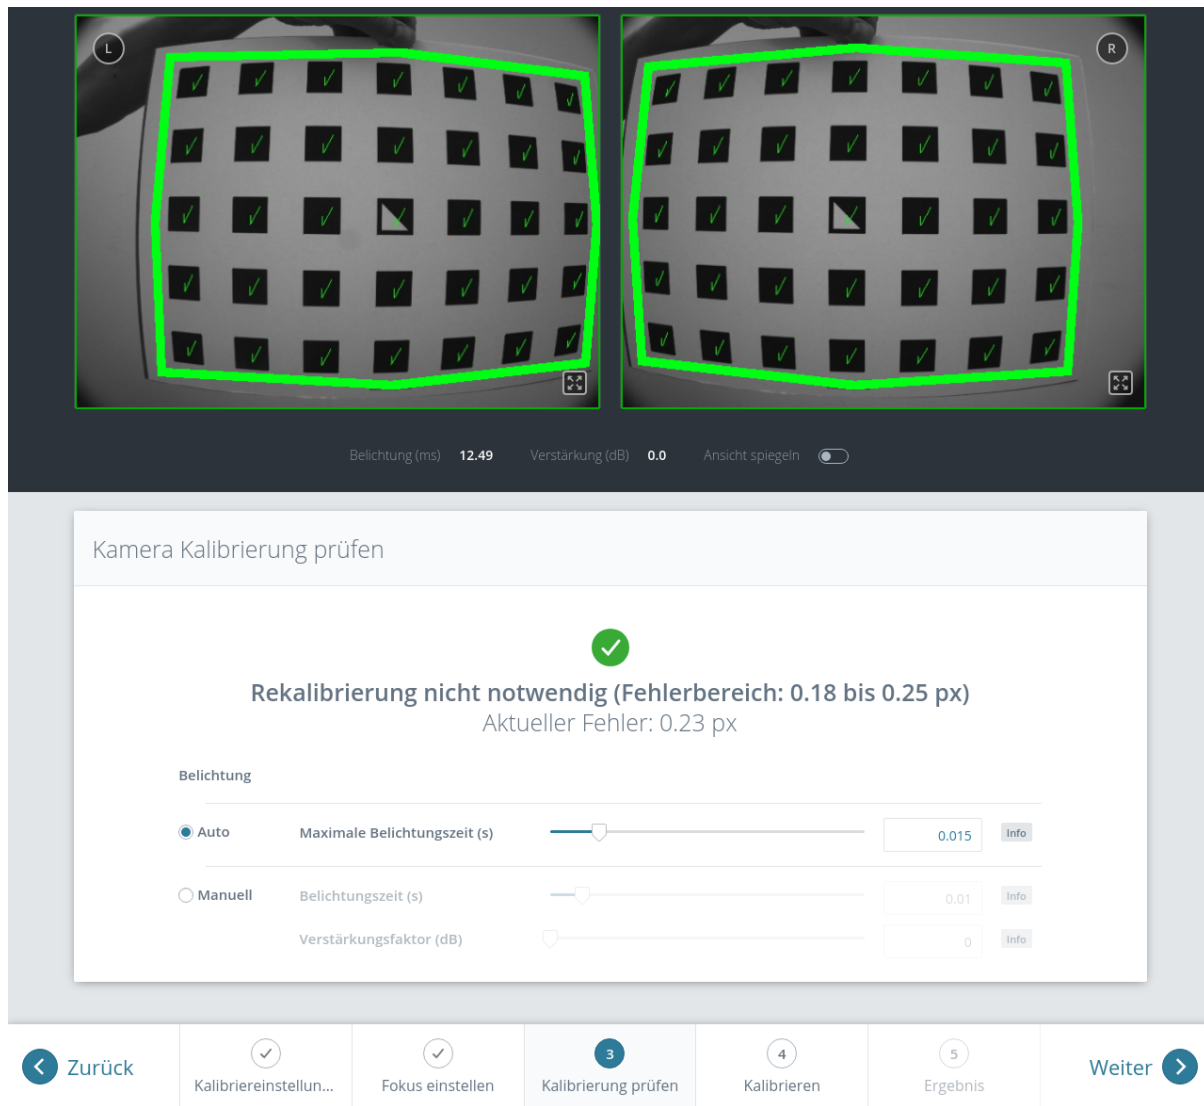 L
R
Belichtung (ms) 12.49 Verstärkung (dB) 0.0 Ansicht spiegeln
Kamera Kalibrierung prüfen
Rekalibrierung nicht notwendig (Fehlerbereich: 0.18 bis 0.25 px)
Aktueller Fehler: 0.23 px
Belichtung
Auto Maximale Belichtungszeit (s) 0.015 Info
Manuell Belichtungszeit (s) 0.01 Info
Verstärkungsfaktor (dB) 0 Info
Zurück
Kalibriereinstellun...
Fokus einstellen
3
Kalibrierung prüfen
4
Kalibrieren
5
Ergebnis
Weiter